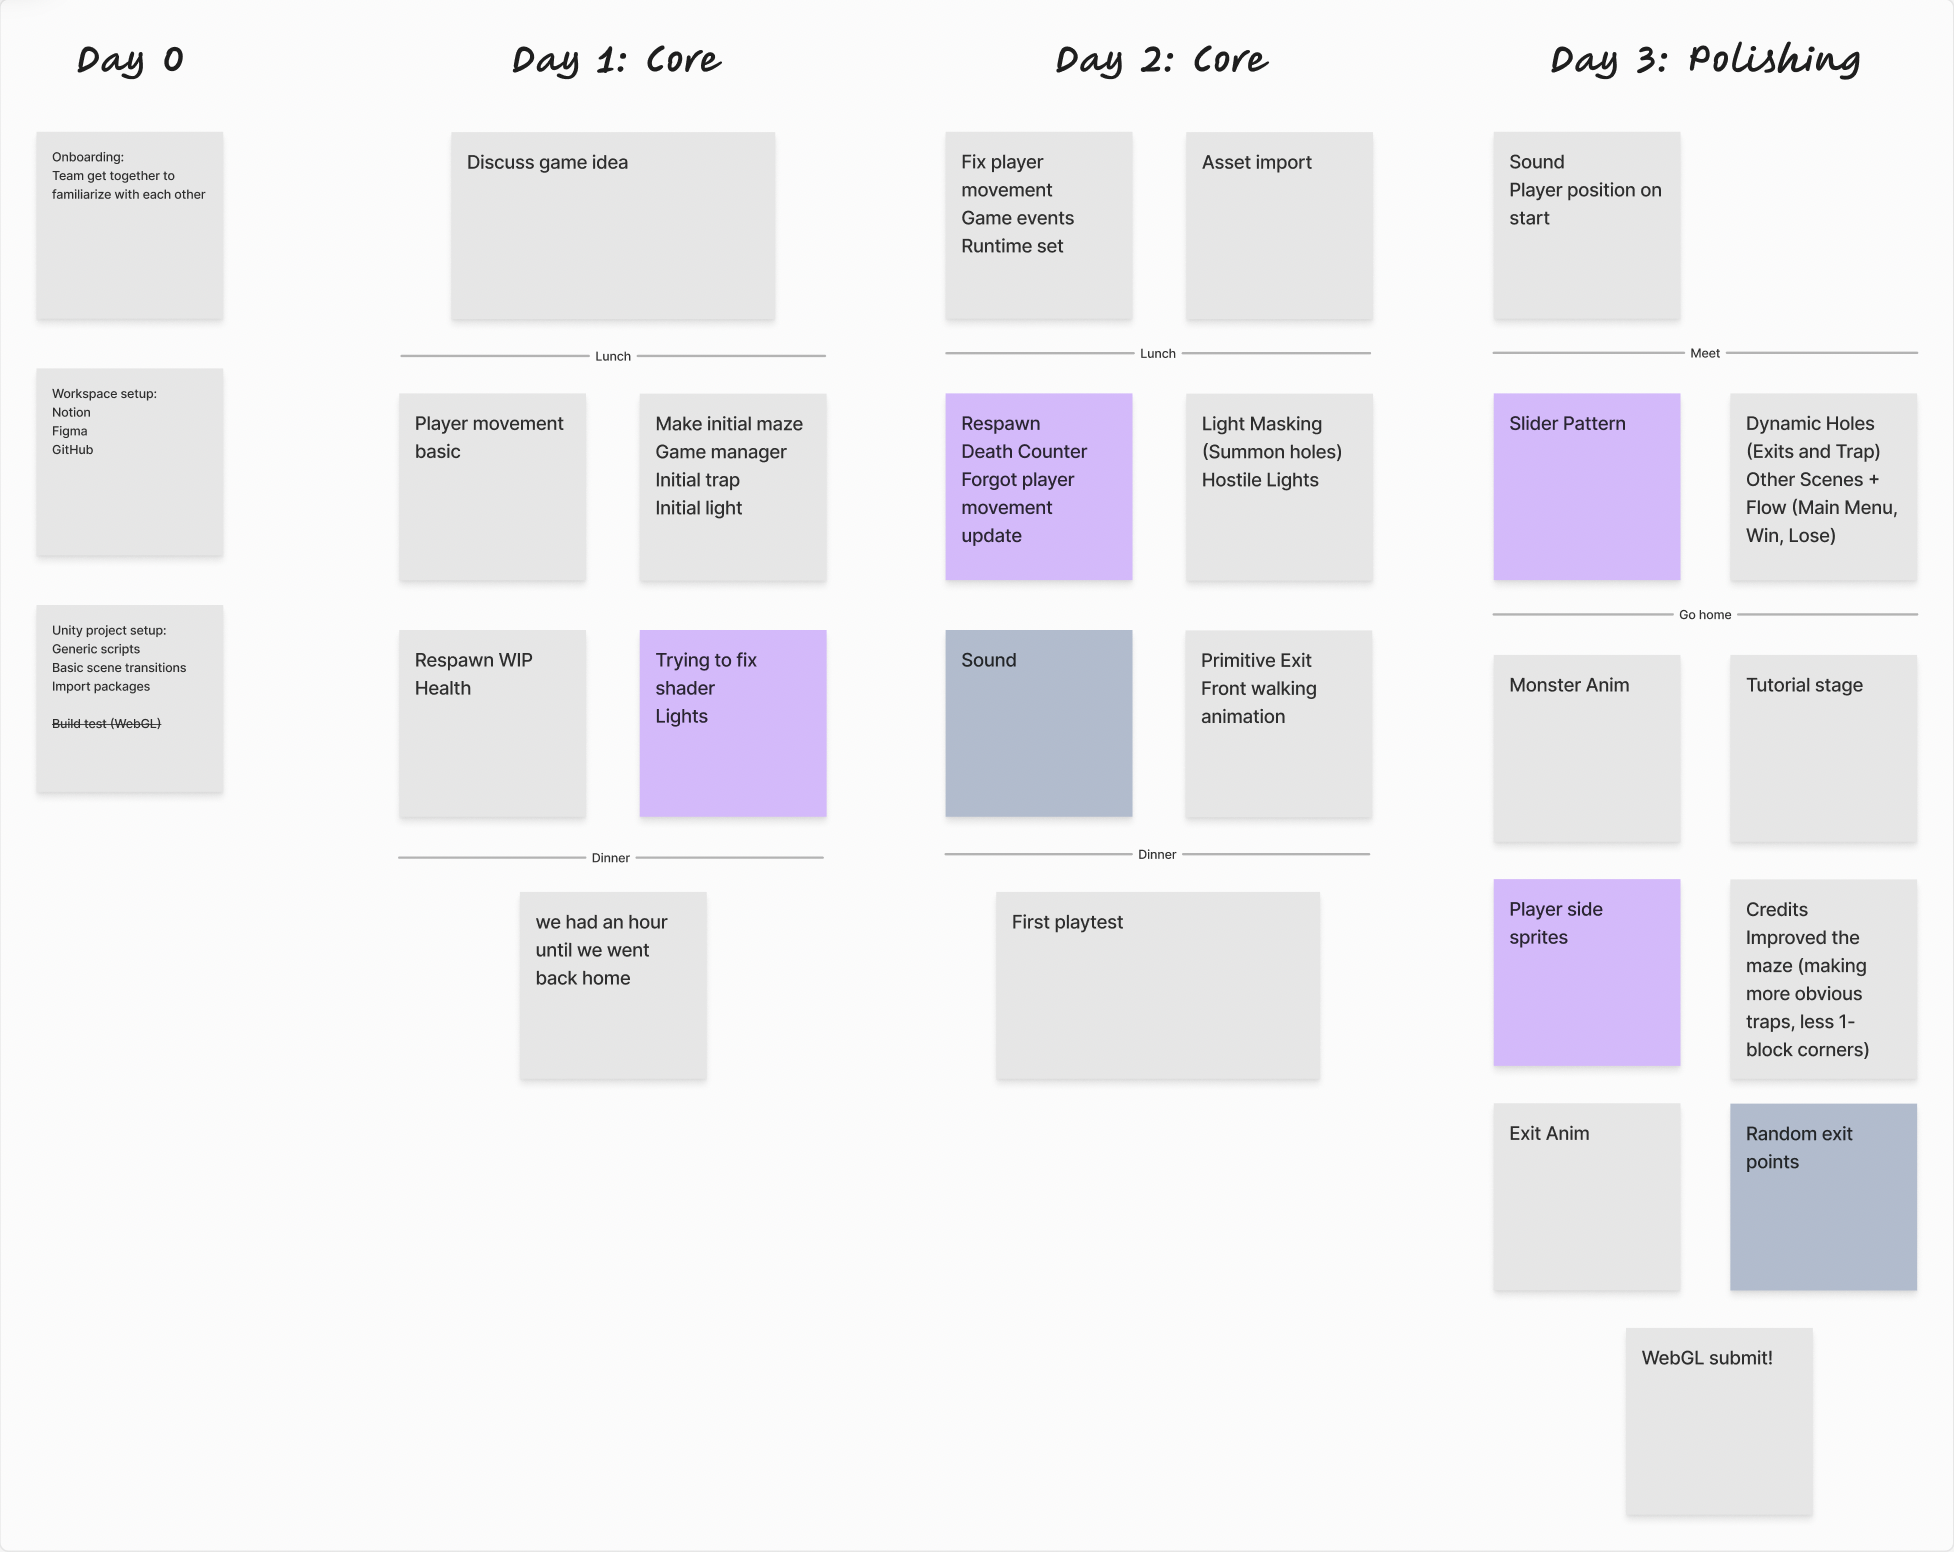 Day 0
Onboarding:
Team get together to
familiarize with each other
Workspace setup:
Notion
Figma
GitHub
Unity project setup:
Generic scripts
Basic scene transitions
Import packages
Build test (WebGL)
Day 1: Core
Discuss game idea
Lunch
Player movement
basic
Make initial maze
Game manager
Initial trap
Initial light
Respawn WIP
Health
Trying to fix
shader
Lights
Dinner
we had an hour
until we went
back home
Day 2: Core
Fix player
movement
Game events
Runtime set
Asset import
Lunch
Respawn
Death Counter
Forgot player
movement
update
Light Masking
(Summon holes)
Hostile Lights
Sound
Primitive Exit
Front walking
animation
Dinner
First playtest
Day 3: Polishing
Sound
Player position on
start
Meet
Slider Pattern
Dynamic Holes
(Exits and Trap)
Other Scenes +
Flow (Main Menu,
Win, Lose)
Go home
Monster Anim
Tutorial stage
Player side
sprites
Credits
Improved the
maze (making
more obvious
traps, less 1-
block corners)
Exit Anim
Random exit
points
WebGL submit!